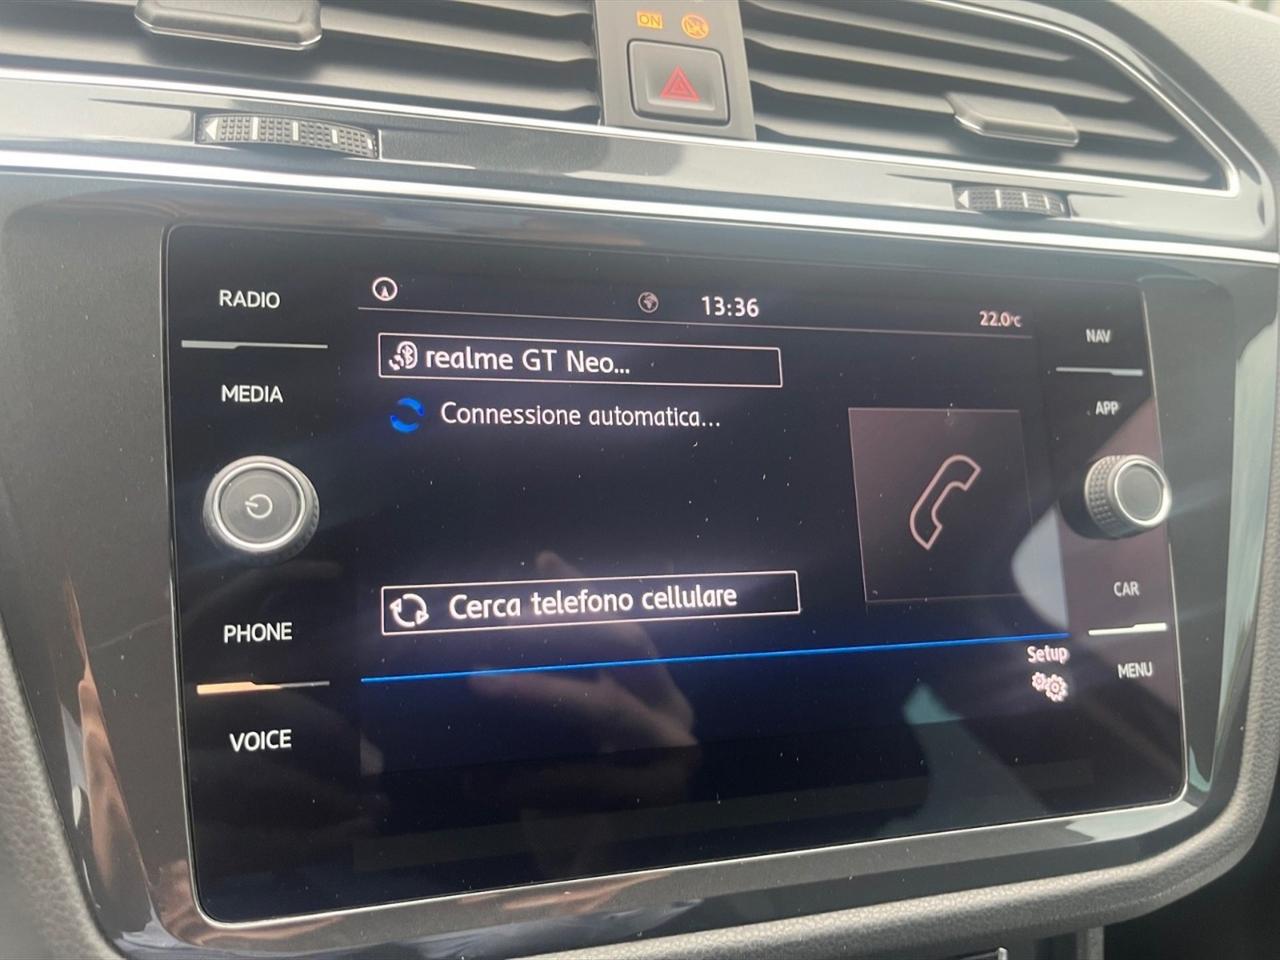 ON
RADIO
13:36
22.0°C
NAV
realme GT Neo...
MEDIA
Connessione automatica...
APP
Cerca telefono cellulare
CAR
PHONE
Setup
MENU
VOICE